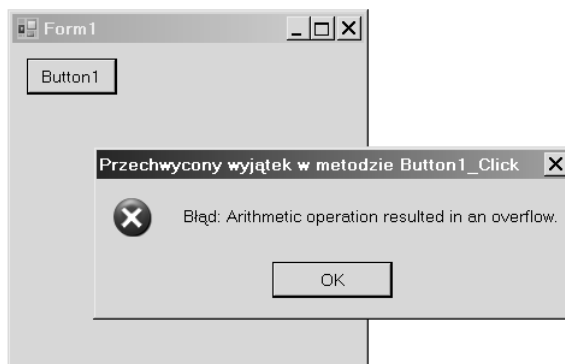 Form1
Button1
Przechwycony wyjątek w metodzie Button1_Click
Błąd: Arithmetic operation resulted in an overflow.
OK